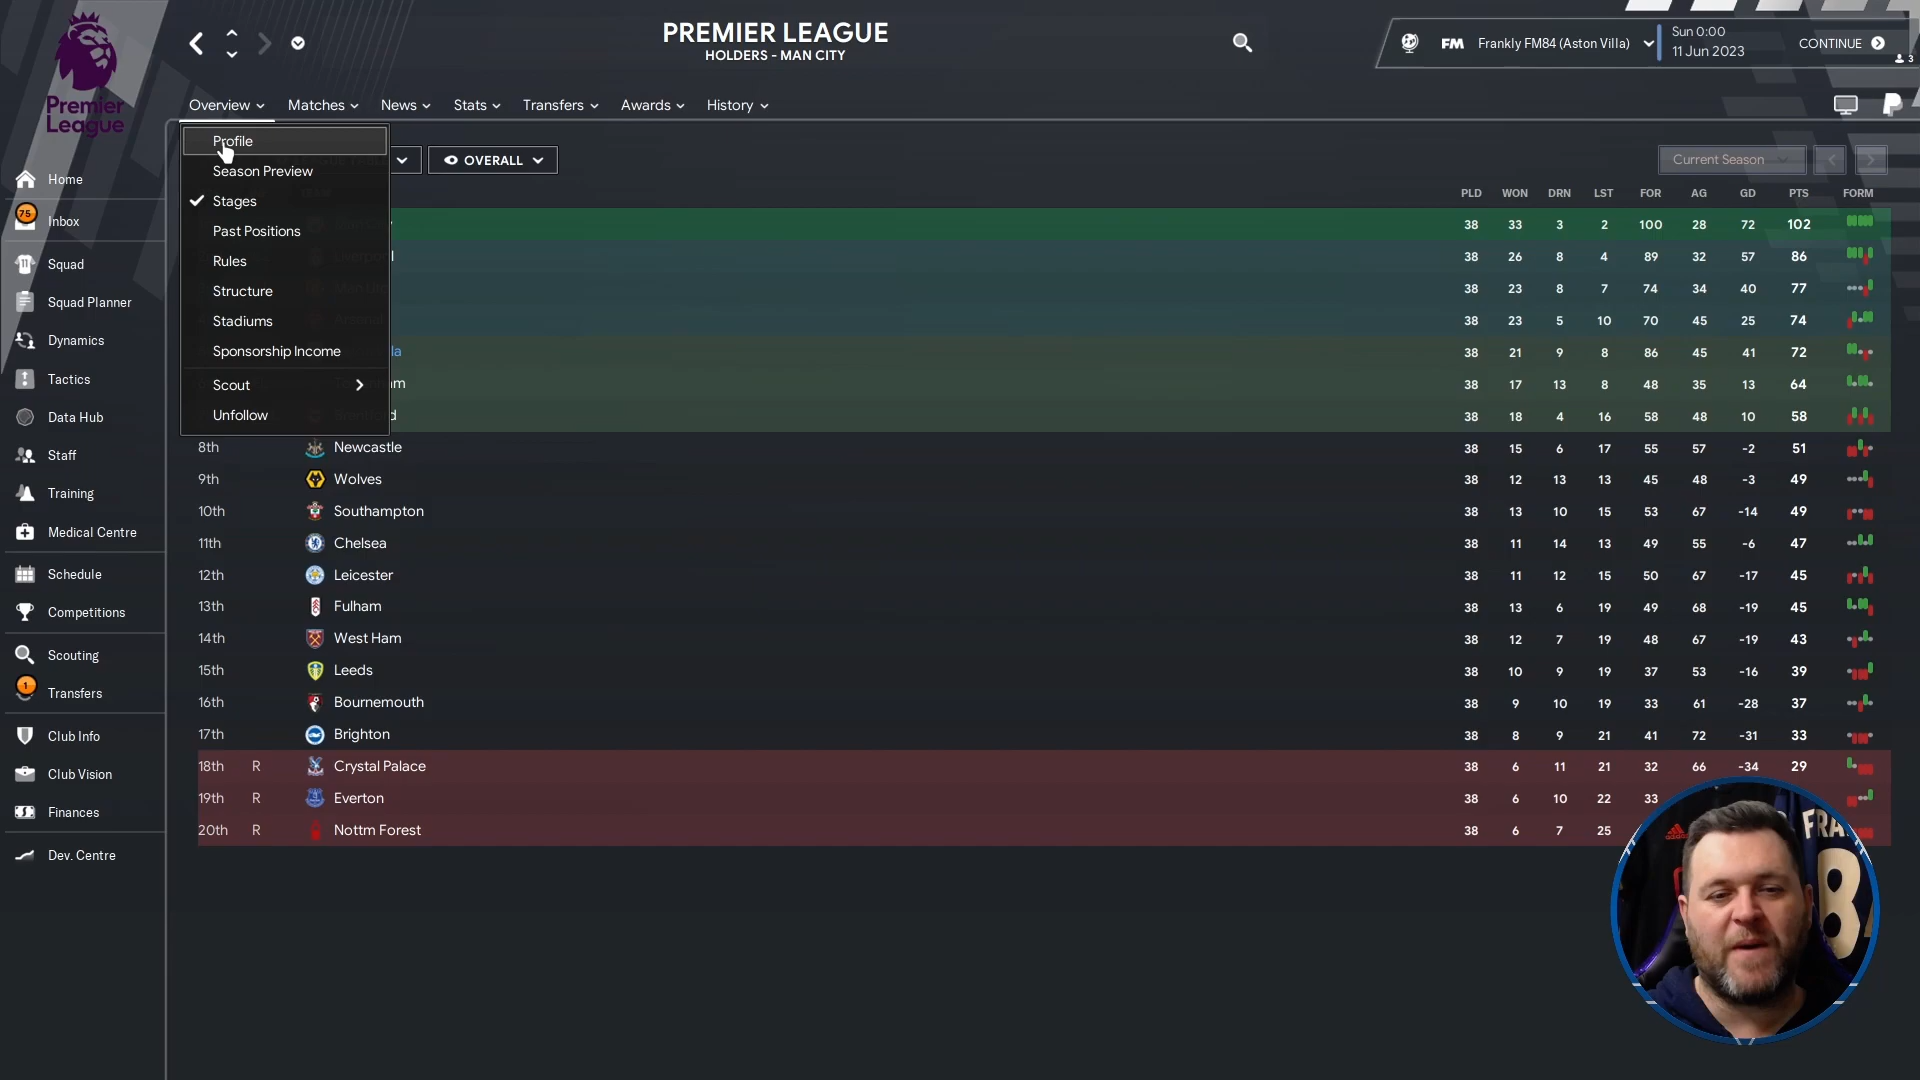 PREMIER LEAGUE
HOLDERS - MAN CITY
FM Frankly FM84 (Aston Villa)
Sun 0:00
11 Jun 2023
CONTINUE
3
Premier
League
Overview Matches News Stats Transfers Awards History
Profile
Season Preview
Stages
Past Positions
Rules
Structure
Stadiums
Sponsorship Income
Scout
Unfollow
OVERALL
Current Season
Home
75
Inbox
Squad
Squad Planner
Dynamics
Tactics
Data Hub
Staff
Training
Medical Centre
Schedule
Competitions
Scouting
1
Transfers
Club Info
Club Vision
Finances
Dev. Centre
PLD WON DRN LST FOR AG GD PTS FORM
38 33 3 2 100 28 72 102
38 26 8 4 89 32 57 86
38 23 8 7 74 34 40 77
38 23 5 10 70 45 25 74
la 38 21 9 8 86 45 41 72
m 38 17 13 8 48 35 13 64
d 38 18 4 16 58 48 10 58
8th Newcastle 38 15 6 17 55 57 -2 51
9th Wolves 38 12 13 13 45 48 -3 49
10th Southampton 38 13 10 15 53 67 -14 49
11th Chelsea 38 11 14 13 49 55 -6 47
12th Leicester 38 11 12 15 50 67 -17 45
13th Fulham 38 13 6 19 49 68 -19 45
14th West Ham 38 12 7 19 48 67 -19 43
15th Leeds 38 10 9 19 37 53 -16 39
16th Bournemouth 38 9 10 19 33 61 -28 37
17th Brighton 38 8 9 21 41 72 -31 33
18th R Crystal Palace 38 6 11 21 32 66 -34 29
19th R Everton 38 6 10 22 33
20th R Nottm Forest 38 6 7 25
FRA
8